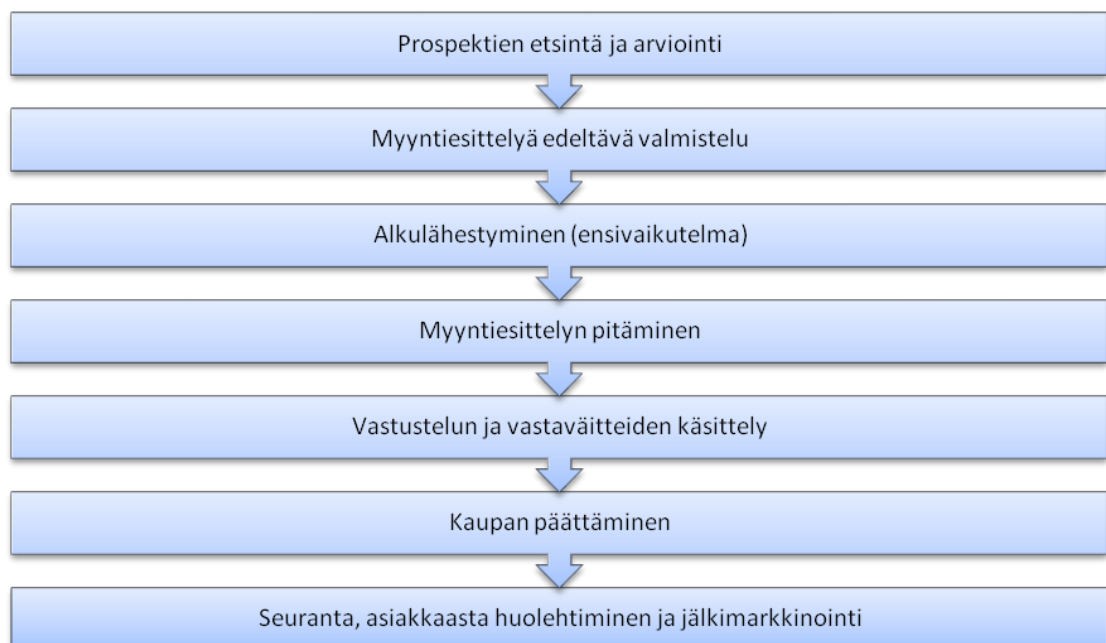 Prospektien etsintä ja arviointi
Myyntiesittelyä edeltävä valmistelu
Alkulähestyminen (ensivaikutelma)
Myyntiesittelyn pitäminen
Vastustelun ja vastaväitteiden käsittely
Kaupan päättäminen
Seuranta, asiakkaasta huolehtiminen ja jälkimarkkinointi